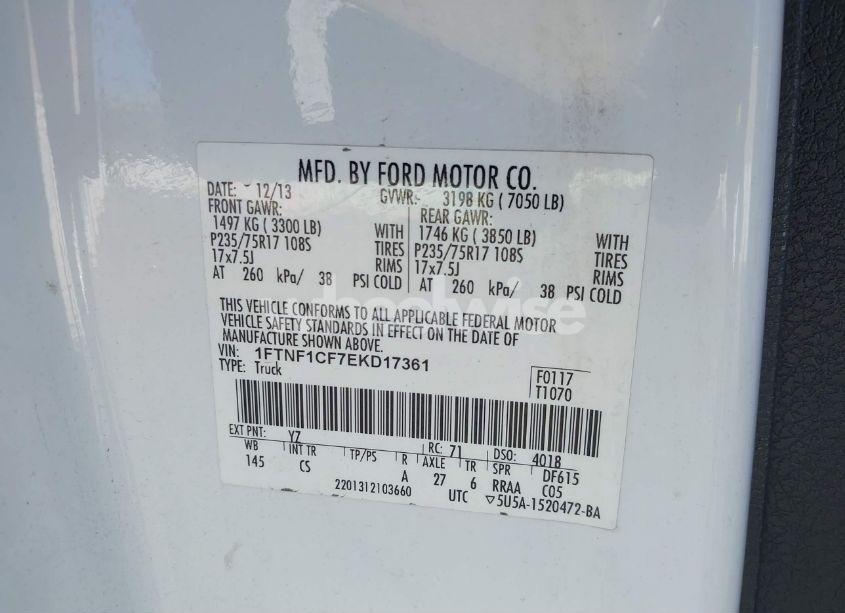 MFD. BY FORD MOTOR CO.
DATE: 12/13 GVWR: 3198 KG ( 7050 LB)
FRONT GAWR: REAR GAWR:
1497 KG ( 3300 LB) WITH 1746 KG ( 3850 LB) WITH
P235/75R17 108S TIRES P235/75R17 108S TIRES
17x7.5J RIMS 17x7.5J RIMS
AT 260 kPa/ 38 PSI COLD AT 260 kPa/ 38 PSI COLD
THIS VEHICLE CONFORMS TO ALL APPLICABLE FEDERAL MOTOR
VEHICLE SAFETY STANDARDS IN EFFECT ON THE DATE OF
MANUFACTURE SHOWN ABOVE.
VIN: 1FTNF1CF7EKD17361
TYPE: Truck
F0117
T1070
EXT PNT: YZ RC: 71 DSO: 4018
WB INT TR TP/PS R AXLE TR SPR DF615
145 CS A 27 6 RRAA C05
2201312103660 UTC ▽5U5A-1520472-BA